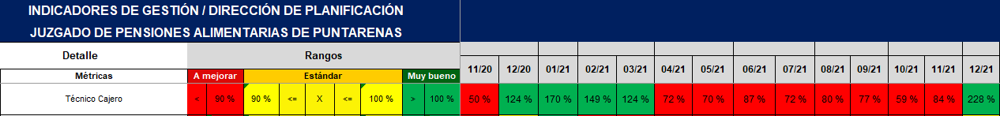 INDICADORES DE GESTIÓN / DIRECCIÓN DE PLANIFICACIÓN
JUZGADO DE PENSIONES ALIMENTARIAS DE PUNTARENAS
Detalle Rangos 11/20 12/20 01/21 02/21 03/21 04/21 05/21 06/21 07/21 08/21 09/21 10/21 11/21 12/21
Métricas A mejorar Estándar Muy bueno
Técnico Cajero < 90 % 90 % <= X <= 100 % > 100 % 50 % 124 % 170 % 149 % 124 % 72 % 70 % 87 % 72 % 80 % 77 % 59 % 84 % 228 %